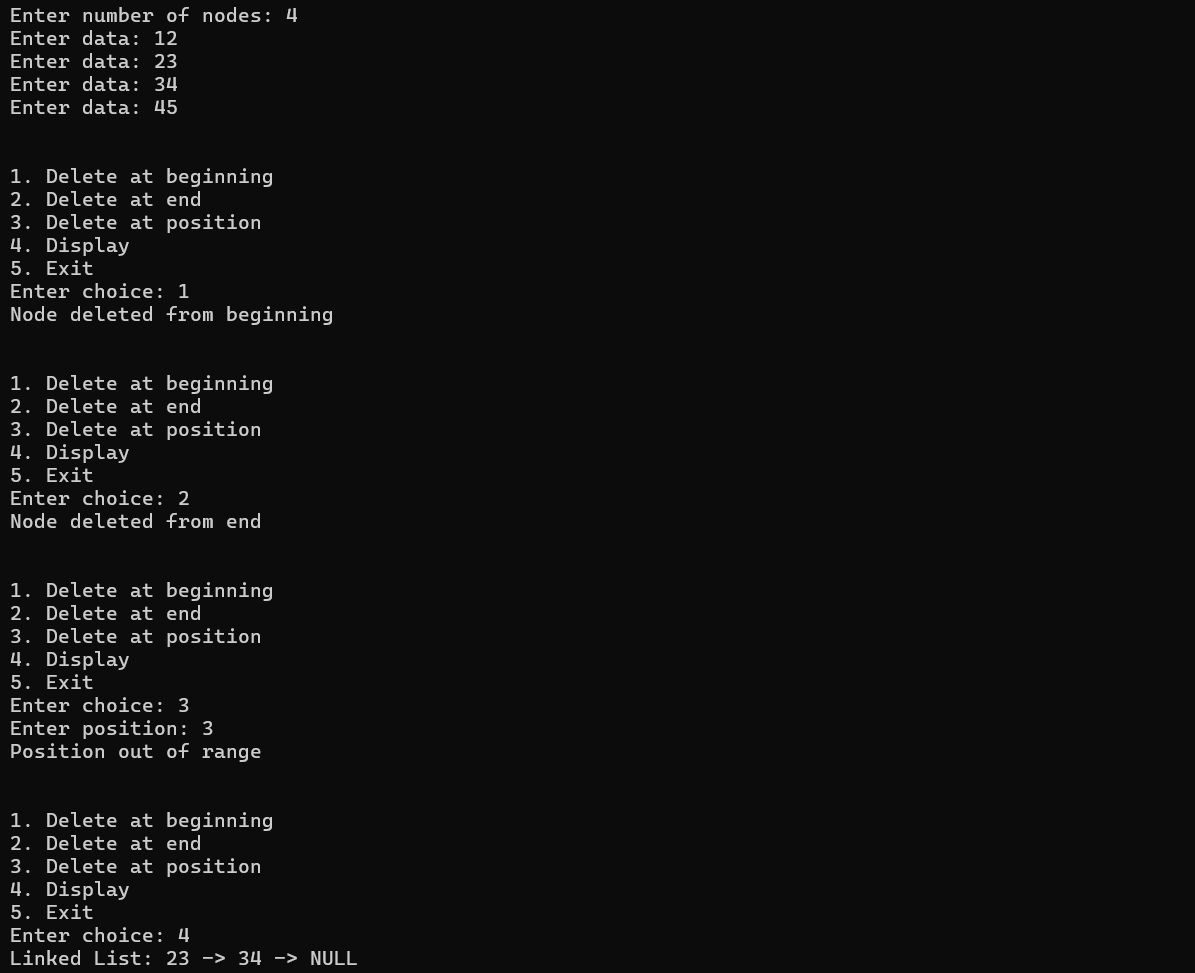 Enter number of nodes: 4
Enter data: 12
Enter data: 23
Enter data: 34
Enter data: 45
1. Delete at beginning
2. Delete at end
3. Delete at position
4. Display
5. Exit
Enter choice: 1
Node deleted from beginning
1. Delete at beginning
2. Delete at end
3. Delete at position
4. Display
5. Exit
Enter choice: 2
Node deleted from end
1. Delete at beginning
2. Delete at end
3. Delete at position
4. Display
5. Exit
Enter choice: 3
Enter position: 3
Position out of range
1. Delete at beginning
2. Delete at end
3. Delete at position
4. Display
5. Exit
Enter choice: 4
Linked List: 23 -> 34 -> NULL